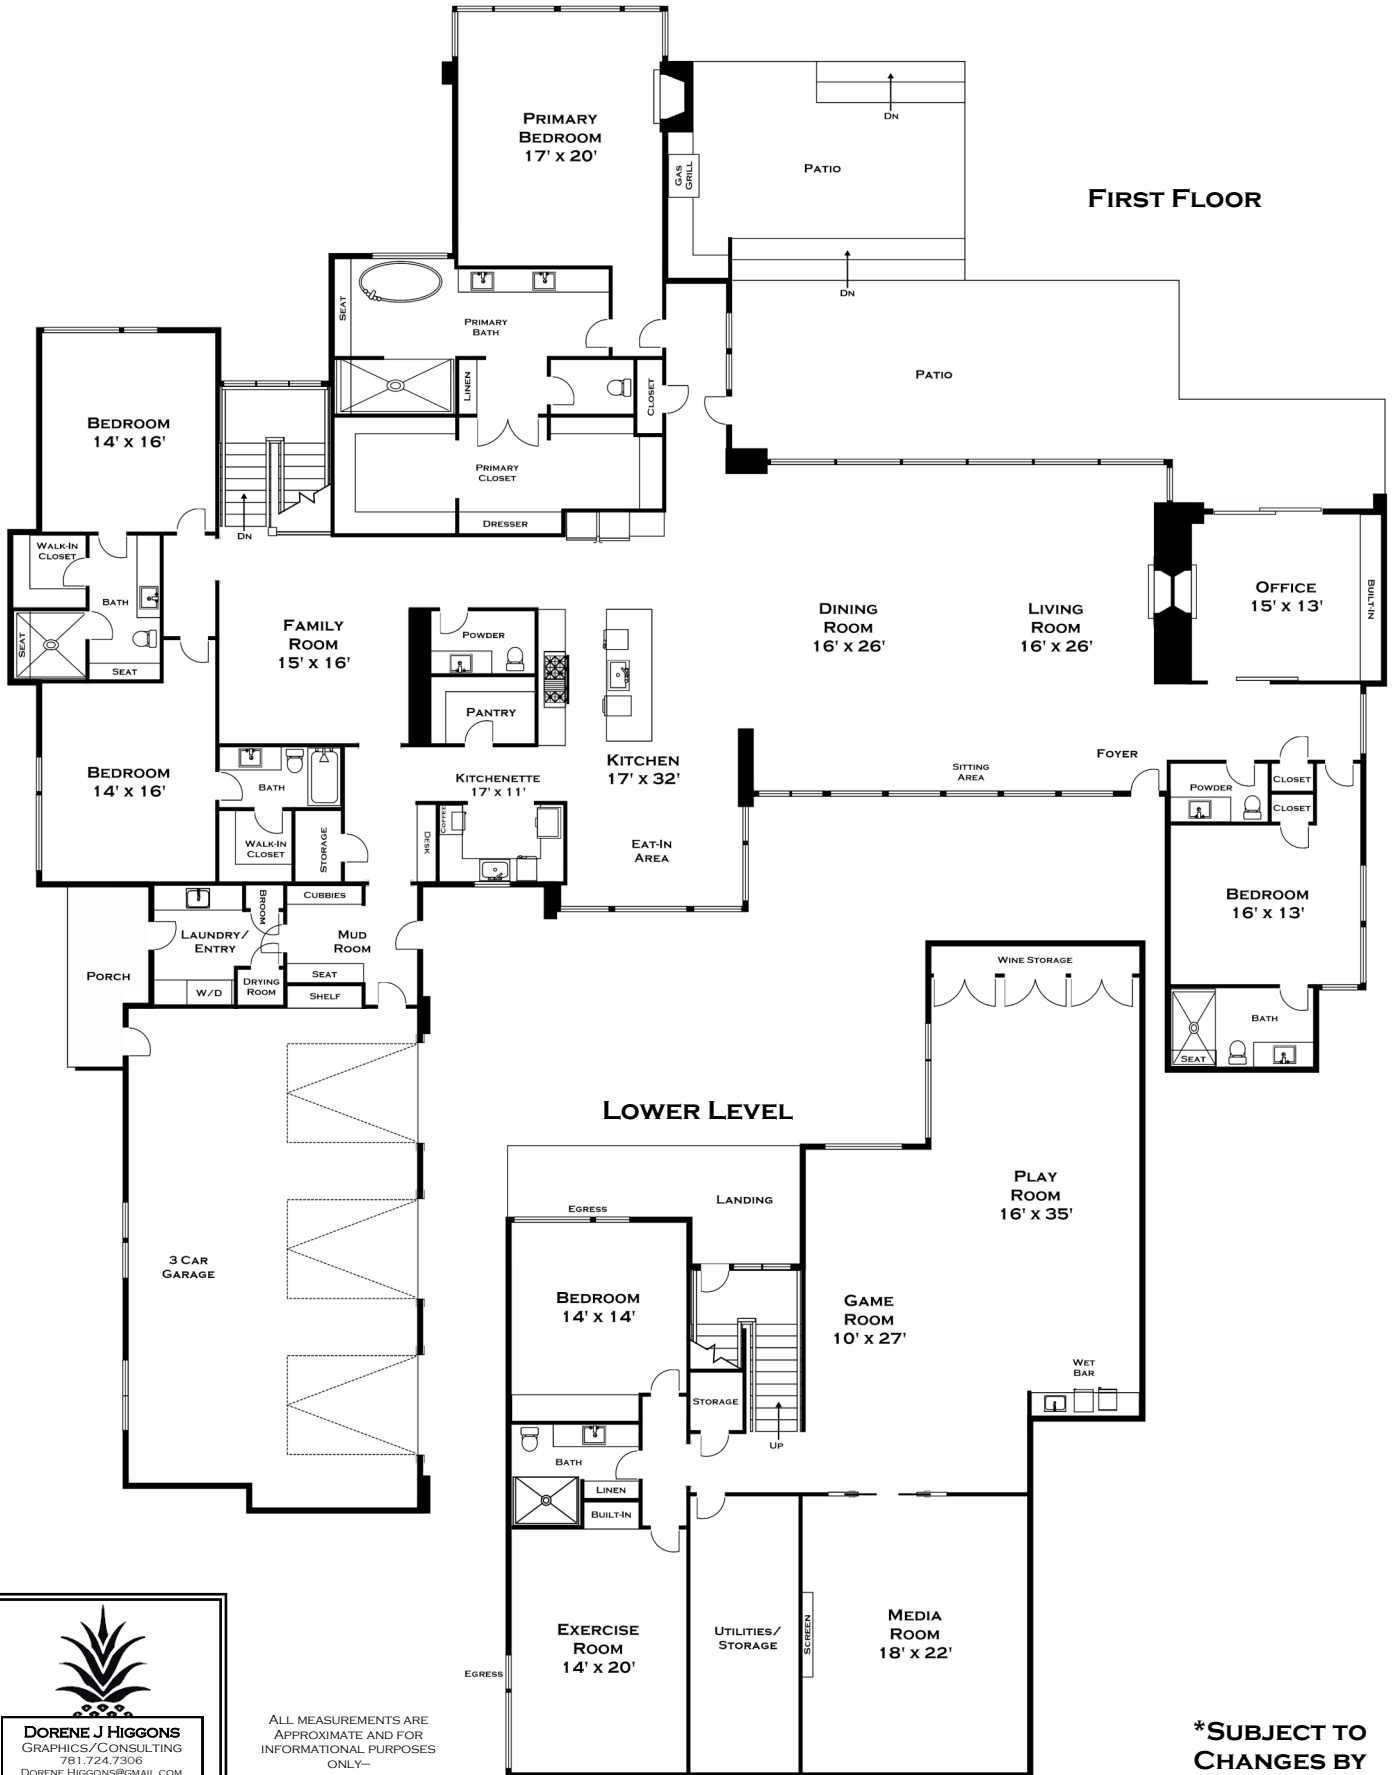 PRIMARY
BEDROOM
17' x 20'
GAS
GRILL
PATIO
DN
FIRST FLOOR
DN
SEAT
PRIMARY
BATH
LINEN
CLOSET
PATIO
BEDROOM
14' x 16'
DN
PRIMARY
CLOSET
DRESSER
WALK-IN
CLOSET
BATH
SEAT
SEAT
FAMILY
ROOM
15' x 16'
POWDER
PANTRY
DINING
ROOM
16' x 26'
LIVING
ROOM
16' x 26'
OFFICE
15' x 13'
BUILT-IN
BEDROOM
14' x 16'
BATH
WALK-IN
CLOSET
STORAGE
KITCHENETTE
17' x 11'
COFFEE
DESK
KITCHEN
17' x 32'
EAT-IN
AREA
SITTING
AREA
FOYER
POWDER
CLOSET
CLOSET
BEDROOM
16' x 13'
BATH
SEAT
PORCH
LAUNDRY/
ENTRY
BROOM
CUBBIES
MUD
ROOM
SEAT
DRYING
ROOM
W/D
SHELF
3 CAR
GARAGE
LOWER LEVEL
WINE STORAGE
PLAY
ROOM
16' x 35'
LANDING
EGRESS
BEDROOM
14' x 14'
GAME
ROOM
10' x 27'
WET
BAR
STORAGE
UP
BATH
LINEN
BUILT-IN
EXERCISE
ROOM
14' x 20'
EGRESS
UTILITIES/
STORAGE
SCREEN
MEDIA
ROOM
18' x 22'
DORENE J HIGGONS
GRAPHICS/CONSULTING
781.724.7306
DORENE.HIGGONS@GMAIL.COM
ALL MEASUREMENTS ARE
APPROXIMATE AND FOR
INFORMATIONAL PURPOSES
ONLY–
*SUBJECT TO
CHANGES BY